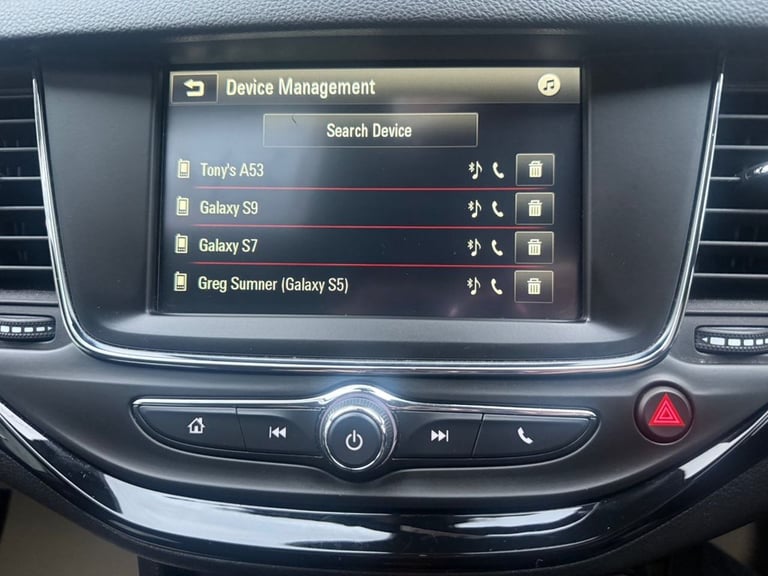 Device Management
Search Device
Tony's A53
Galaxy S9
Galaxy S7
Greg Sumner (Galaxy S5)